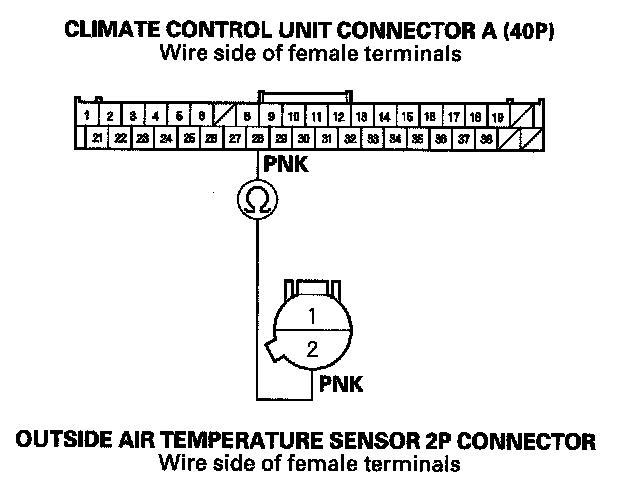 CLIMATE CONTROL UNIT CONNECTOR A (40P)
Wire side of female terminals
1 2 3 4 5 6 8 9 10 11 12 13 14 15 16 17 18 19
21 22 23 24 25 26 27 28 29 30 31 32 33 34 35 36 37 38
PNK
Ω
1
2
PNK
OUTSIDE AIR TEMPERATURE SENSOR 2P CONNECTOR
Wire side of female terminals